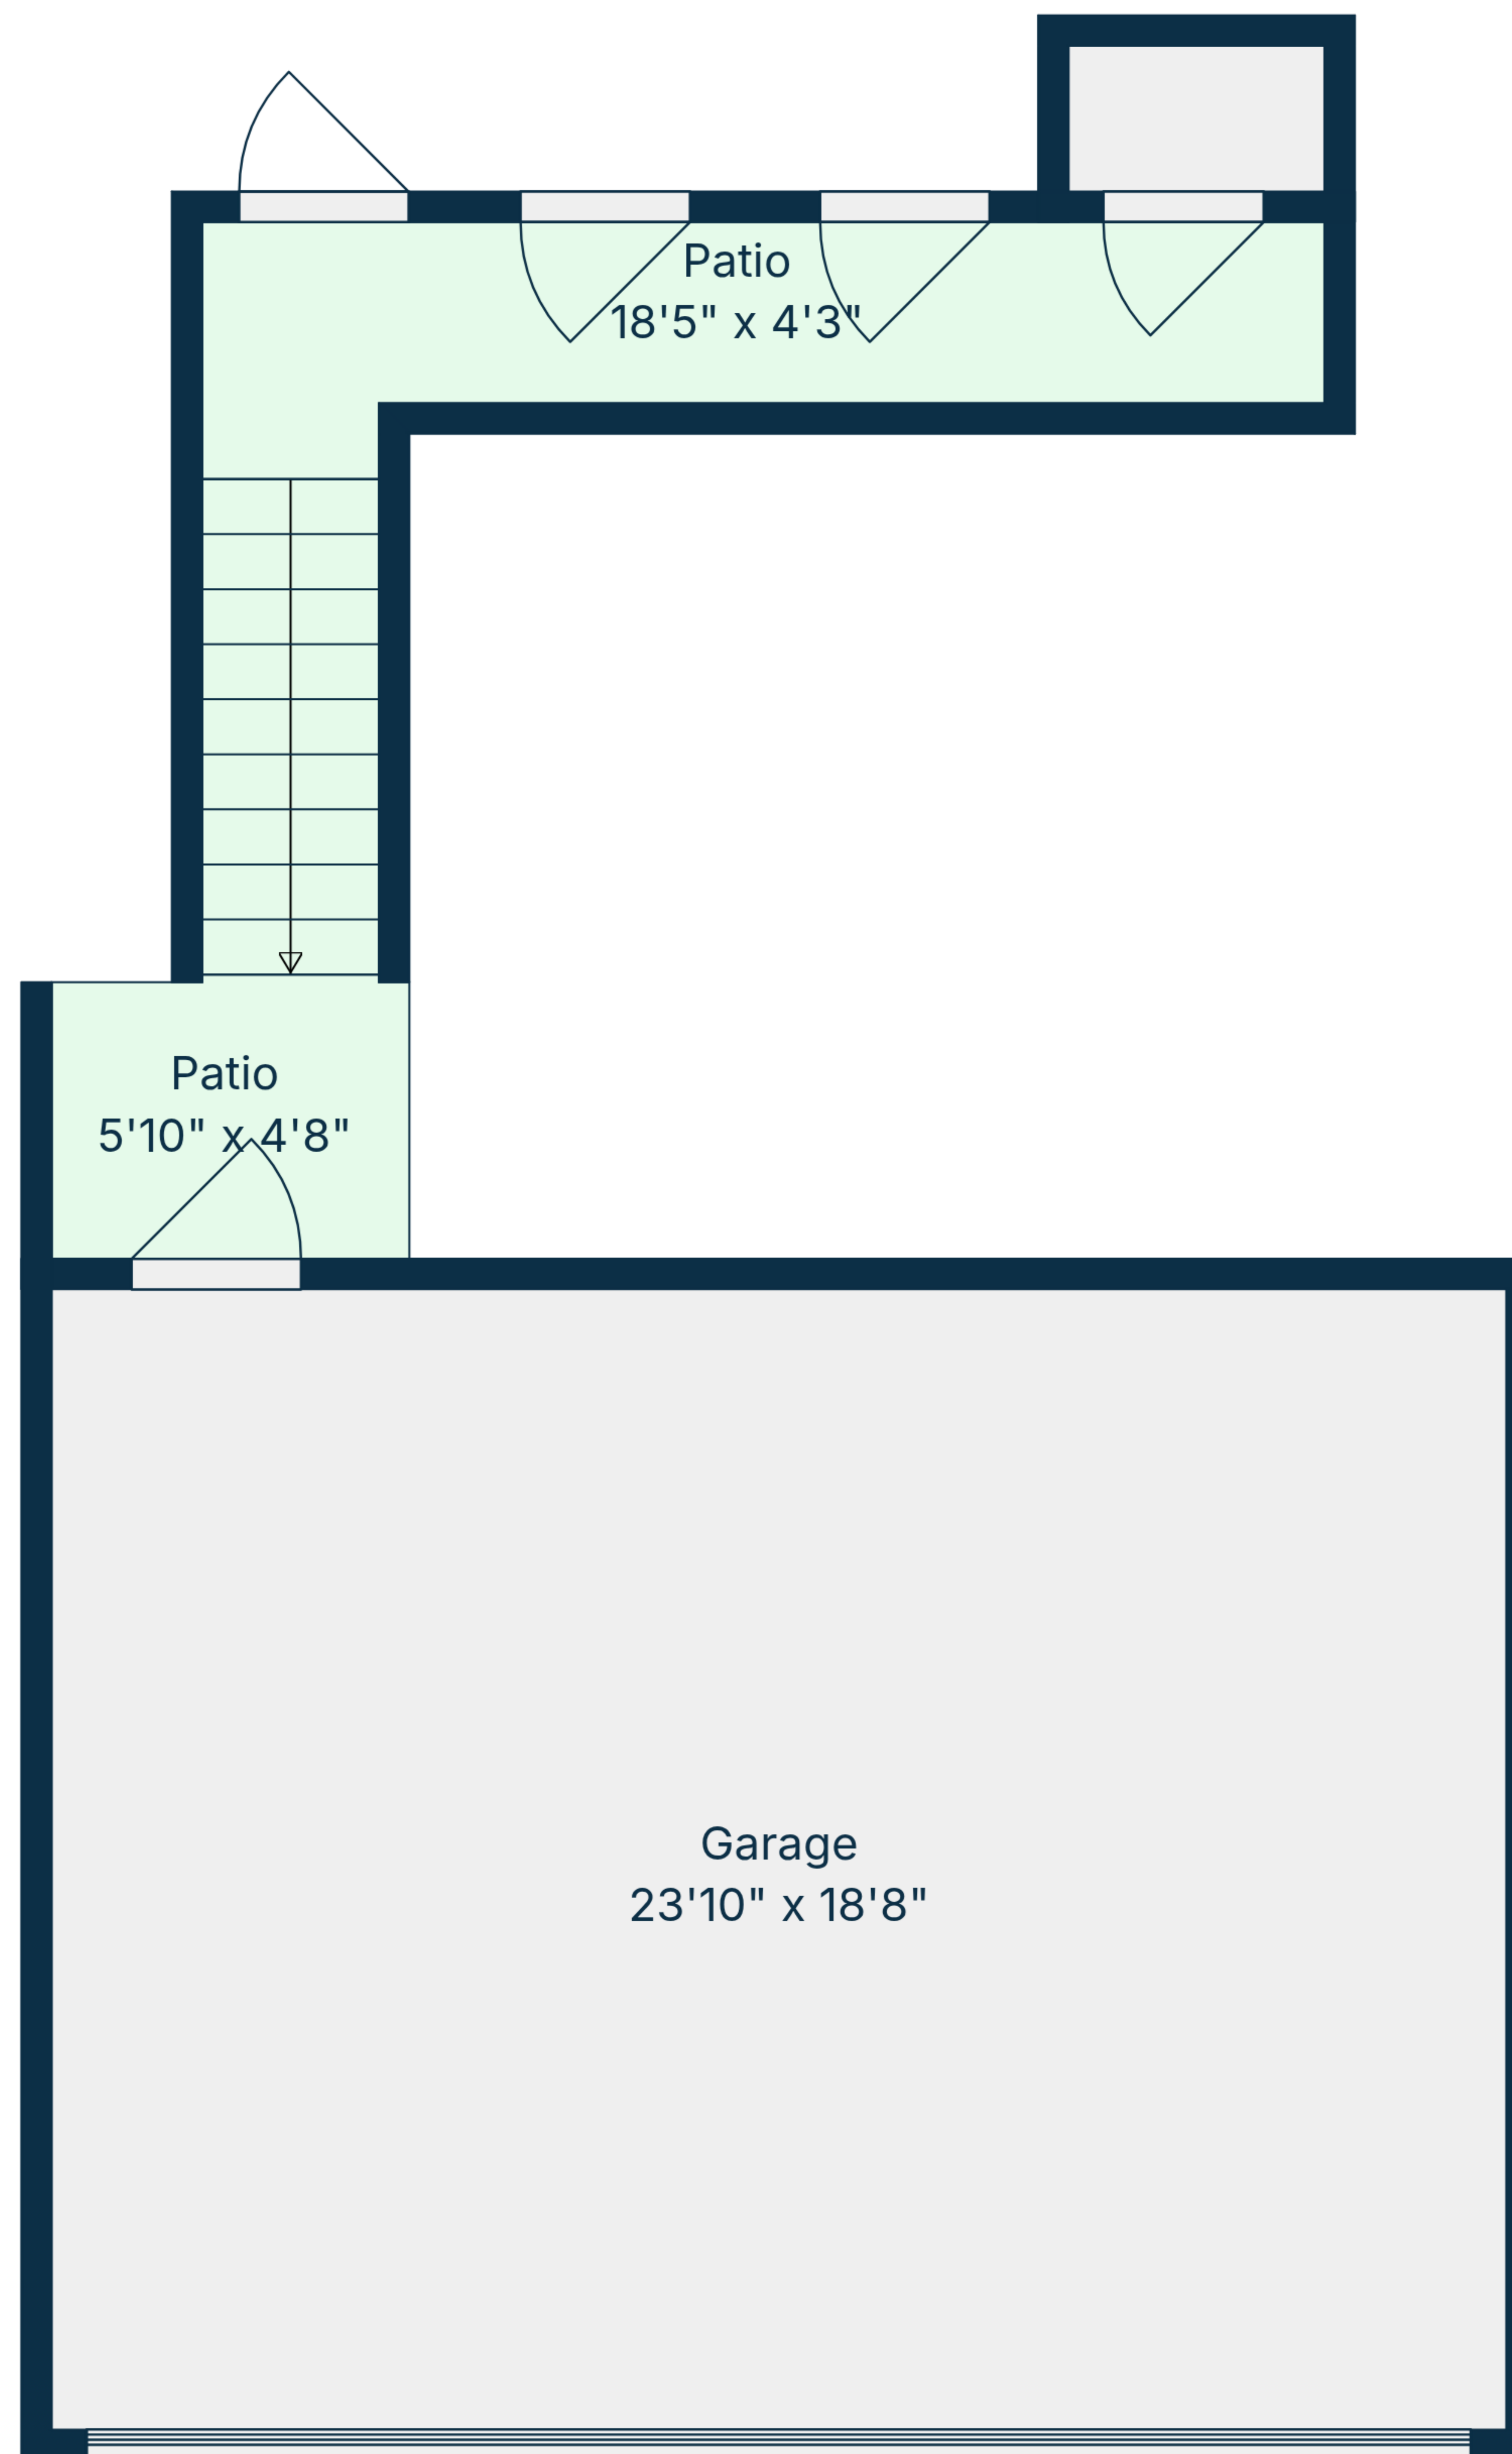 Patio
18'5" x 4'3"
Patio
5'10" x 4'8"
Garage
23'10" x 18'8"